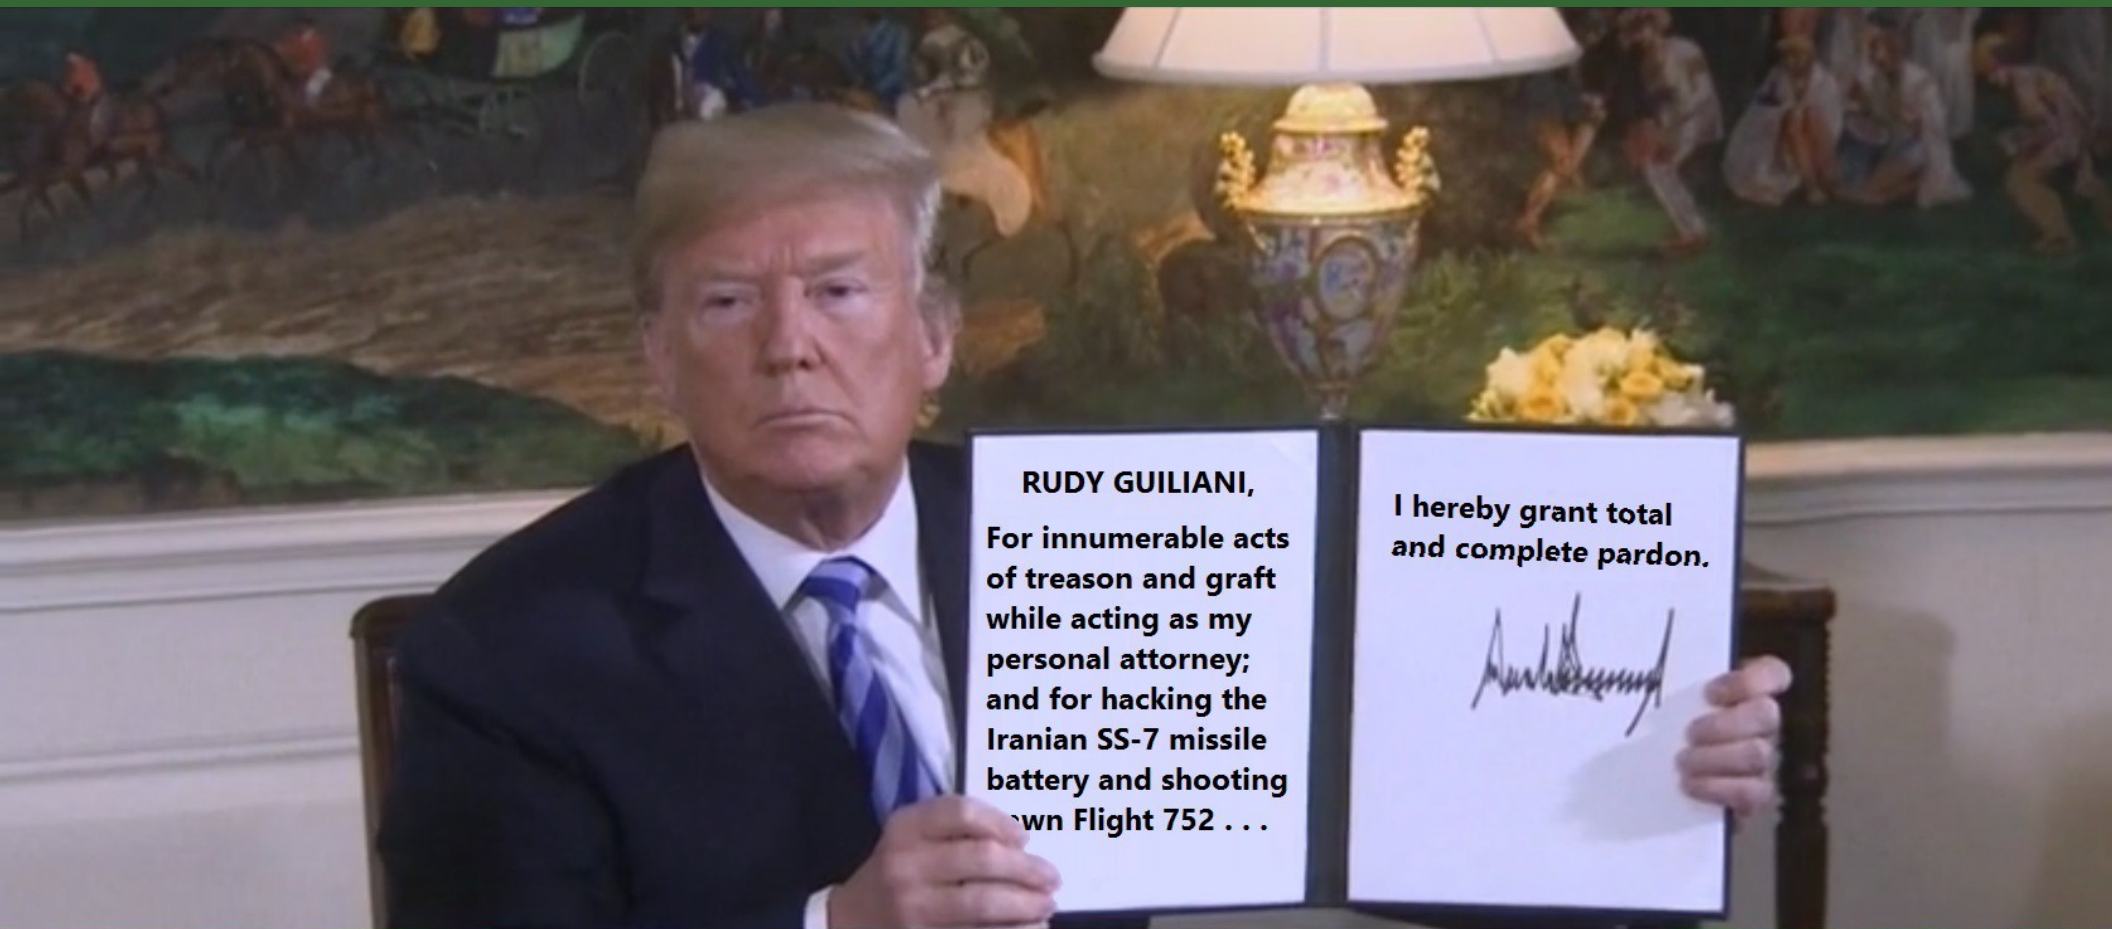 RUDY GUILIANI,
For innumerable acts
of treason and graft
while acting as my
personal attorney;
and for hacking the
Iranian SS-7 missile
battery and shooting
Flight 752 . . .
I hereby grant total
and complete pardon.